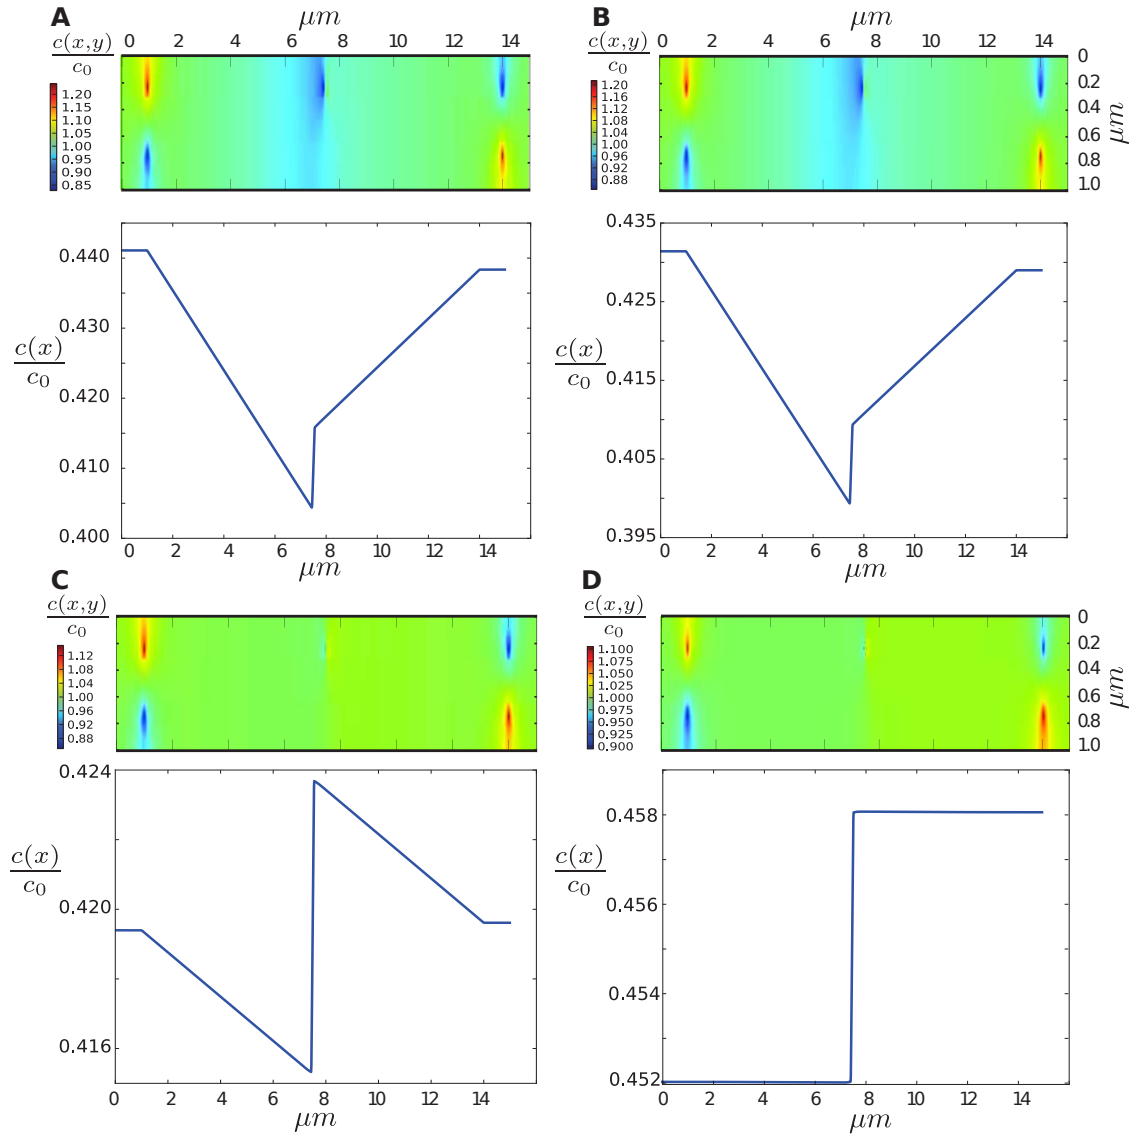 A
μm
c(x,y)
c0
0 2 4 6 8 10 12 14
1.20
1.15
1.10
1.05
1.00
0.95
0.90
0.85
0.440
0.430
0.420
0.410
0.400
c(x)
c0
0 2 4 6 8 10 12 14
μm
B
μm
c(x,y)
c0
0 2 4 6 8 10 12 14
1.20
1.16
1.12
1.08
1.04
1.00
0.96
0.92
0.88
0
0.2
0.4
0.6
0.8
1.0
μm
0.435
0.425
0.415
0.405
0.395
c(x)
c0
0 2 4 6 8 10 12 14
μm
C
c(x,y)
c0
1.12
1.08
1.04
1.00
0.96
0.92
0.88
0.424
0.420
0.416
c(x)
c0
0 2 4 6 8 10 12 14
μm
D
c(x,y)
c0
1.100
1.075
1.050
1.025
1.000
0.975
0.950
0.925
0.900
0
0.2
0.4
0.6
0.8
1.0
μm
0.458
0.456
0.454
0.452
c(x)
c0
0 2 4 6 8 10 12 14
μm